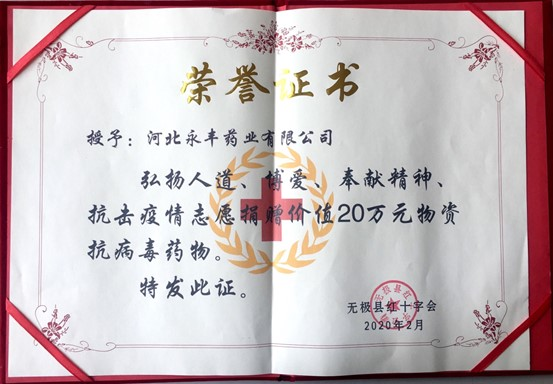 荣誉证书
授予：河北永丰药业有限公司
弘扬人道、博爱、奉献精神、
抗击疫情志愿捐赠价值20万元物资
抗病毒药物。
特发此证。
无极县红十字会
2020年2月